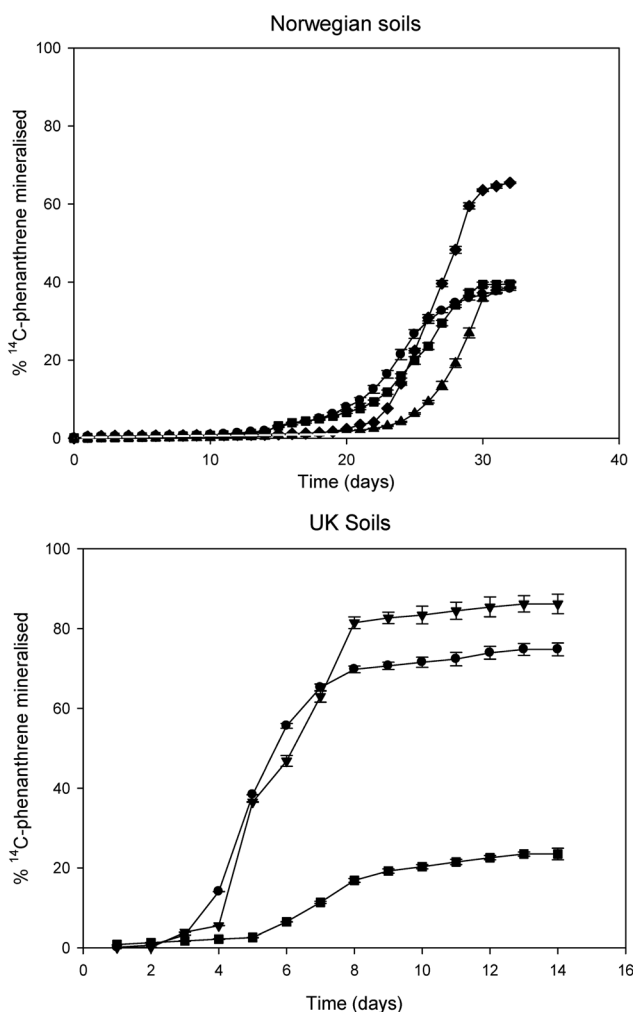 Norwegian soils
100
80
60
40
20
0
% ¹⁴C-phenanthrene mineralised
0 10 20 30 40
Time (days)
UK Soils
100
80
60
40
20
0
% ¹⁴C-phenanthrene mineralised
0 2 4 6 8 10 12 14 16
Time (days)